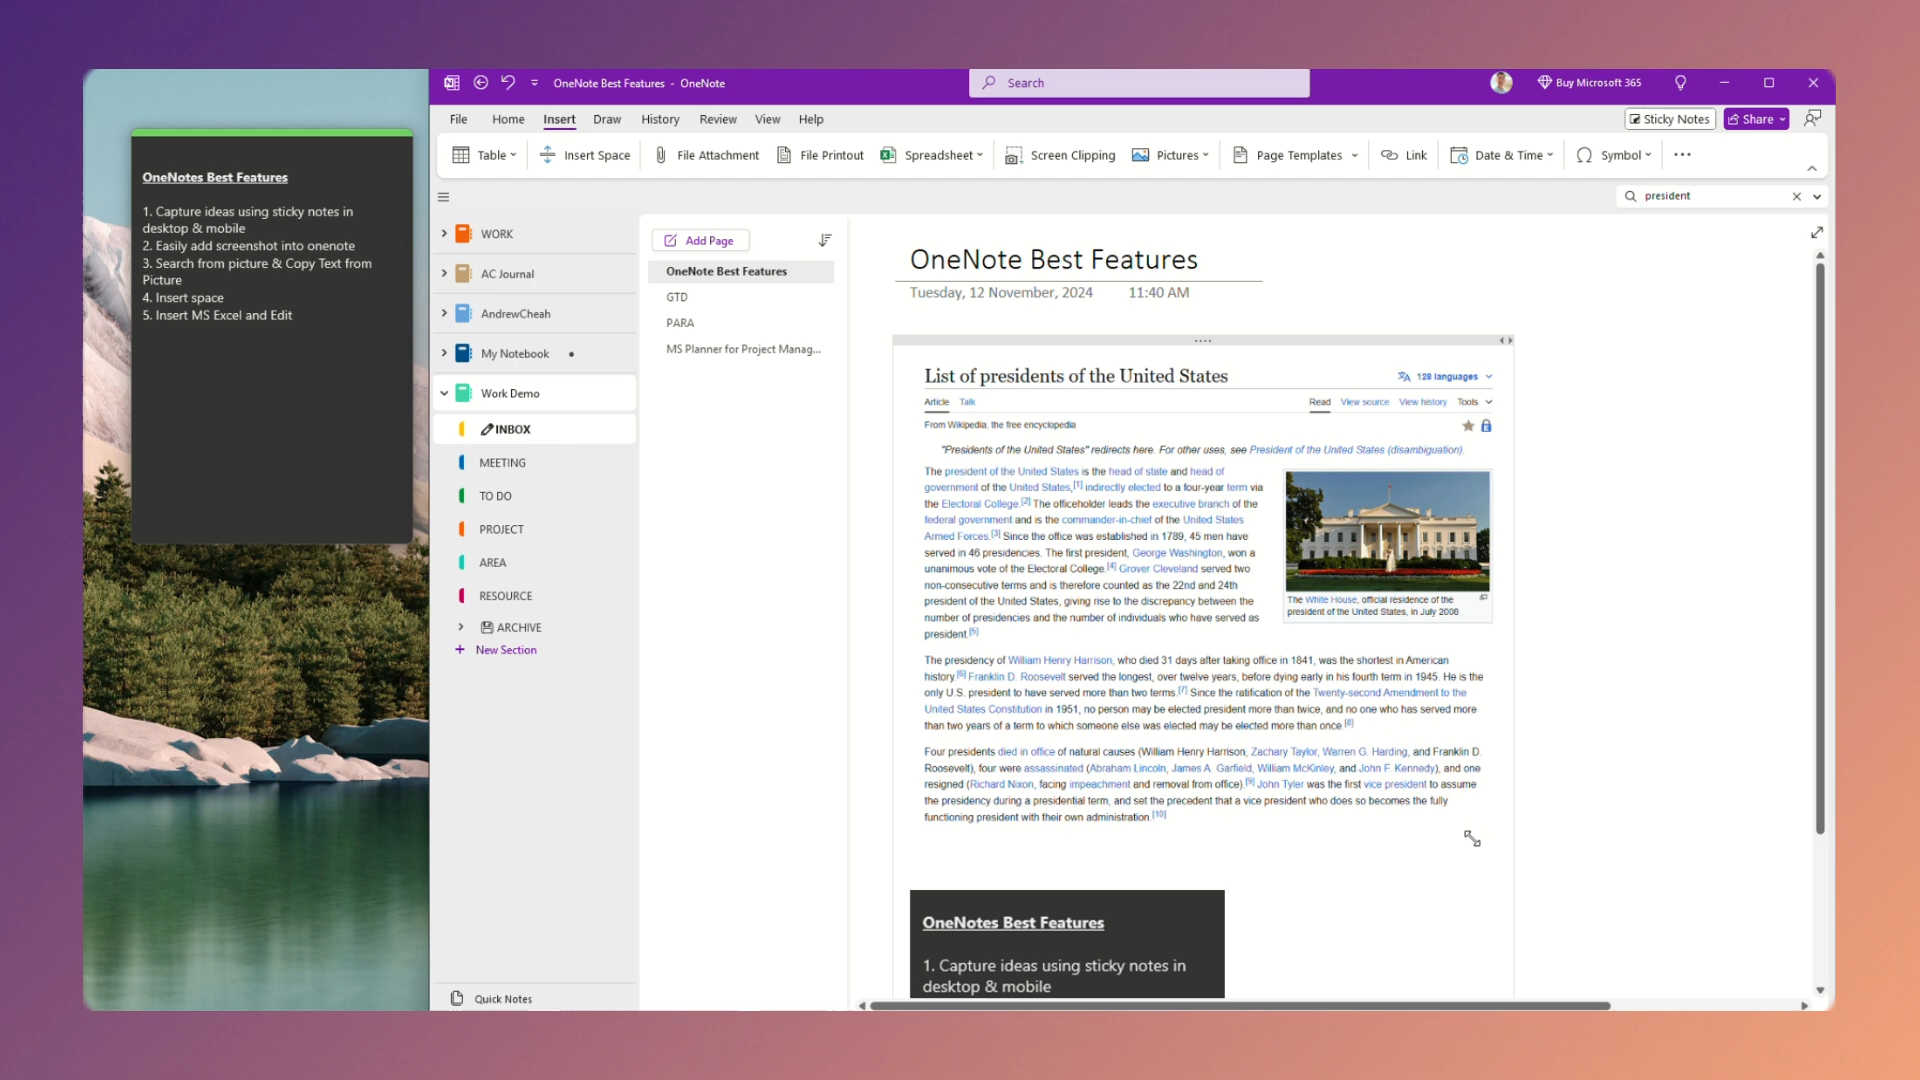 OneNotes Best Features
1. Capture ideas using sticky notes in
desktop & mobile
2. Easily add screenshot into onenote
3. Search from picture & Copy Text from
Picture
4. Insert space
5. Insert MS Excel and Edit
OneNote Best Features - OneNote
Search
Buy Microsoft 365
File Home Insert Draw History Review View Help
Sticky Notes
Share
Table
Insert Space
File Attachment
File Printout
Spreadsheet
Screen Clipping
Pictures
Page Templates
Link
Date & Time
Symbol
president
WORK
AC Journal
AndrewCheah
My Notebook
Work Demo
INBOX
MEETING
TO DO
PROJECT
AREA
RESOURCE
ARCHIVE
New Section
Quick Notes
Add Page
OneNote Best Features
GTD
PARA
MS Planner for Project Manag...
OneNote Best Features
Tuesday, 12 November, 2024 11:40 AM
List of presidents of the United States
128 languages
Article Talk
Read View source View history Tools
From Wikipedia, the free encyclopedia
"Presidents of the United States" redirects here. For other uses, see President of the United States (disambiguation).
The president of the United States is the head of state and head of
government of the United States,[1] indirectly elected to a four-year term via
the Electoral College.[2] The officeholder leads the executive branch of the
federal government and is the commander-in-chief of the United States
Armed Forces.[3] Since the office was established in 1789, 45 men have
served in 46 presidencies. The first president, George Washington, won a
unanimous vote of the Electoral College.[4] Grover Cleveland served two
non-consecutive terms and is therefore counted as the 22nd and 24th
president of the United States, giving rise to the discrepancy between the
number of presidencies and the number of individuals who have served as
president.[5]
The White House, official residence of the
president of the United States, in July 2008
The presidency of William Henry Harrison, who died 31 days after taking office in 1841, was the shortest in American
history.[6] Franklin D. Roosevelt served the longest, over twelve years, before dying early in his fourth term in 1945. He is the
only U.S. president to have served more than two terms.[7] Since the ratification of the Twenty-second Amendment to the
United States Constitution in 1951, no person may be elected president more than twice, and no one who has served more
than two years of a term to which someone else was elected may be elected more than once.[8]
Four presidents died in office of natural causes (William Henry Harrison, Zachary Taylor, Warren G. Harding, and Franklin D.
Roosevelt), four were assassinated (Abraham Lincoln, James A. Garfield, William McKinley, and John F. Kennedy), and one
resigned (Richard Nixon, facing impeachment and removal from office).[9] John Tyler was the first vice president to assume
the presidency during a presidential term, and set the precedent that a vice president who does so becomes the fully
functioning president with their own administration.[10]
OneNotes Best Features
1. Capture ideas using sticky notes in
desktop & mobile